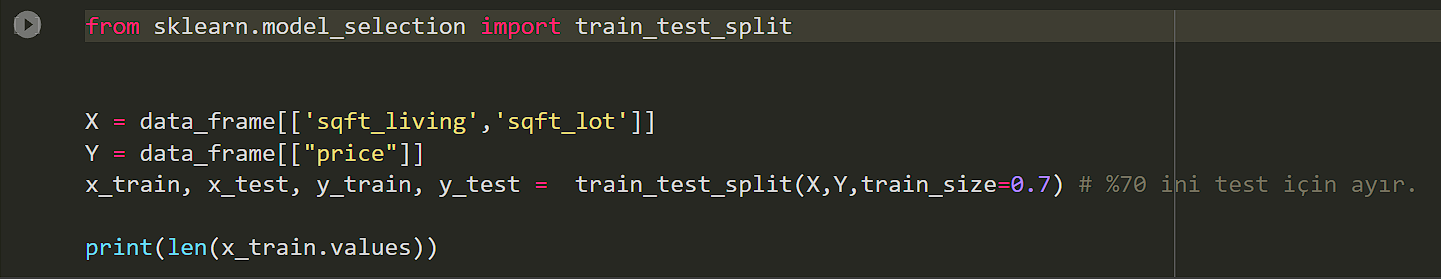 from sklearn.model_selection import train_test_split
X = data_frame[['sqft_living','sqft_lot']]
Y = data_frame[["price"]]
x_train, x_test, y_train, y_test =  train_test_split(X,Y,train_size=0.7) # %70 ini test için ayır.
print(len(x_train.values))